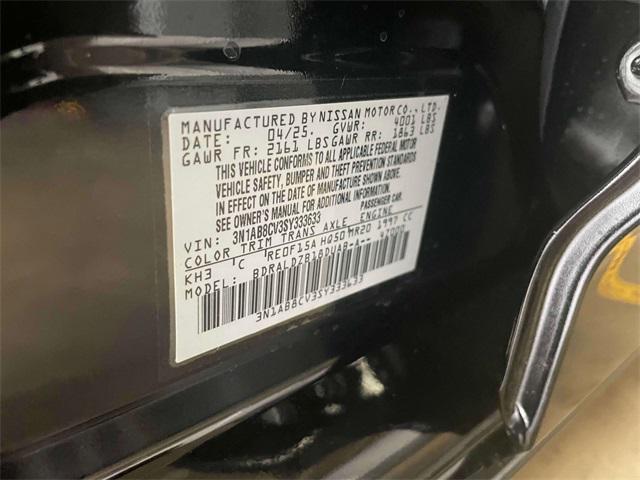 MANUFACTURED BY NISSAN MOTOR CO., LTD.
DATE: 04/25. GVWR: 4001 LBS
GAWR FR: 2161 LBS GAWR RR: 1863 LBS
THIS VEHICLE CONFORMS TO ALL APPLICABLE FEDERAL MOTOR
VEHICLE SAFETY, BUMPER AND THEFT PREVENTION STANDARDS
IN EFFECT ON THE DATE OF MANUFACTURE SHOWN ABOVE.
SEE OWNER'S MANUAL FOR ADDITIONAL INFORMATION.
VIN: 3N1AB8CV3SY333633 PASSENGER CAR
COLOR TRIM TRANS AXLE ENGINE
KH3 C RE0F15A HQ50 MR20 1997 CC
MODEL: BDRALDZB18DUAB-A-- 47000
3N1AB8CV3SY333633